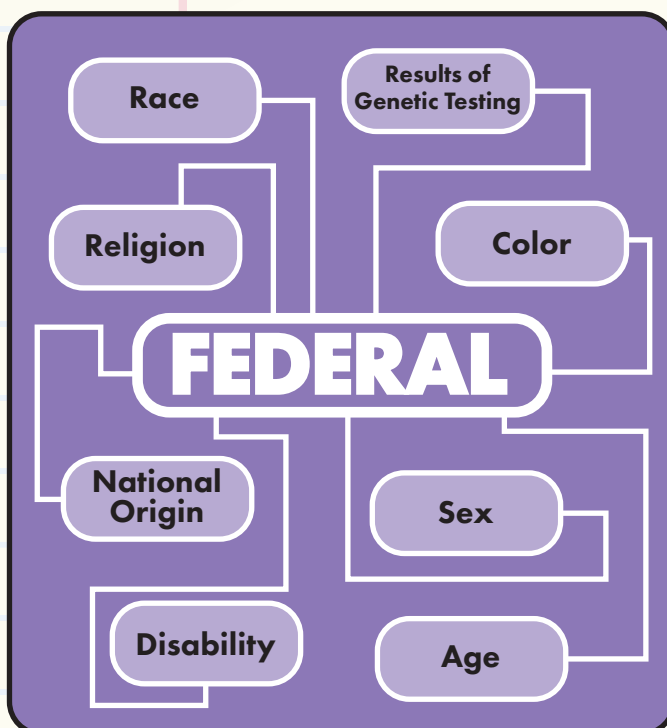 Race
Results of
Genetic Testing
Religion
Color
FEDERAL
National
Origin
Sex
Disability
Age